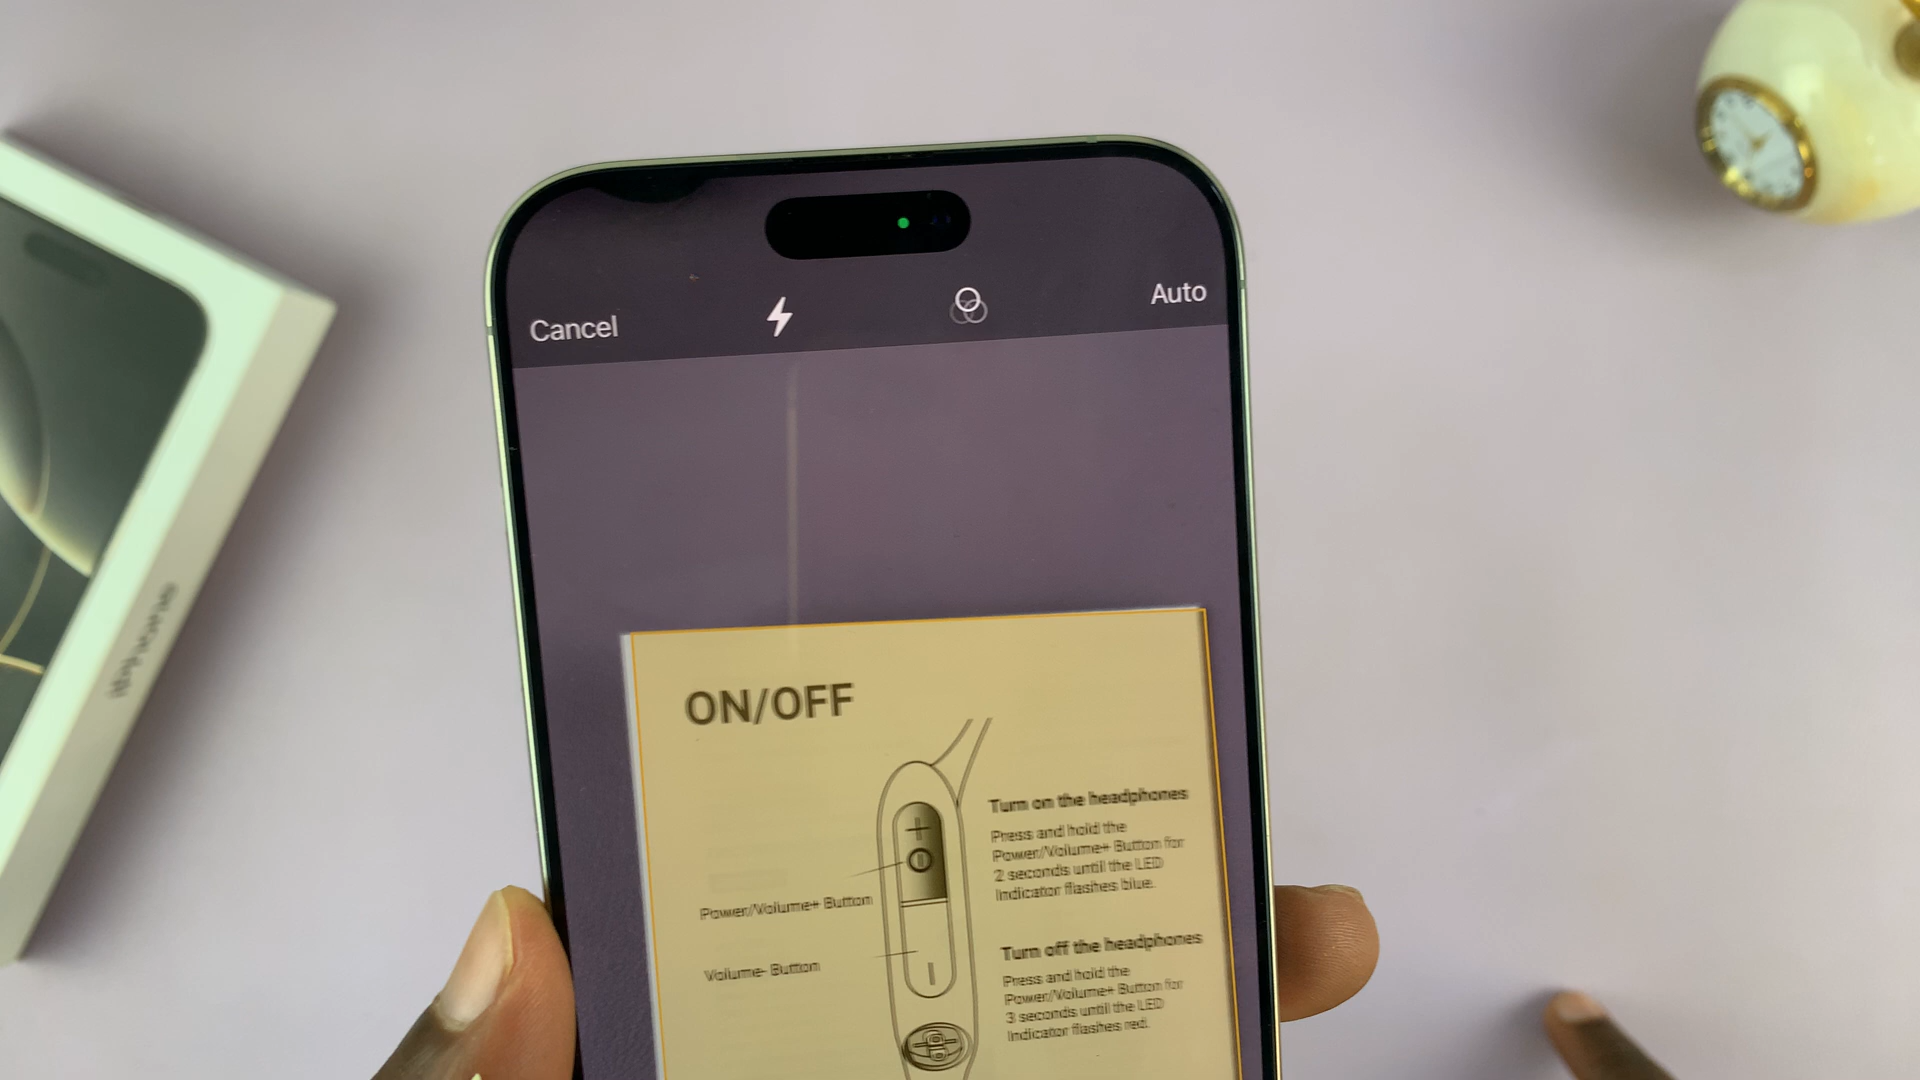 Cancel
Auto
ON/OFF
Turn on the headphones
Press and hold the
Power/Volume+ Button for
2 seconds until the LED
Indicator flashes blue.
Power/Volume+ Button
Turn off the headphones
Volume- Button
Press and hold the
Power/Volume+ Button for
3 seconds until the LED
Indicator flashes red.
iPhone